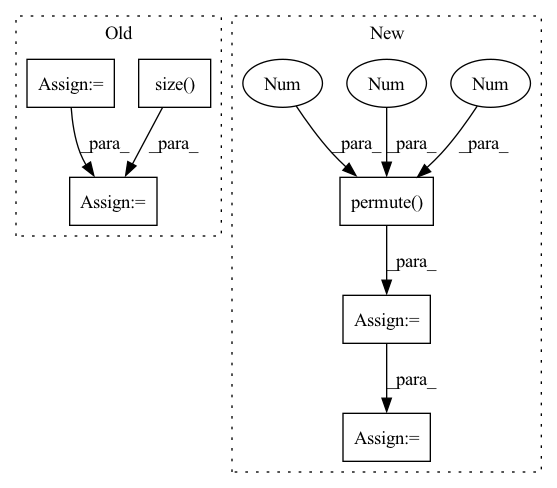 Old
New
Assign:=
size()
Num
Num
Num
_para_
_para_
_para_
_para_
_para_
Assign:=
permute()
_para_
Assign:=
_para_
Assign:=